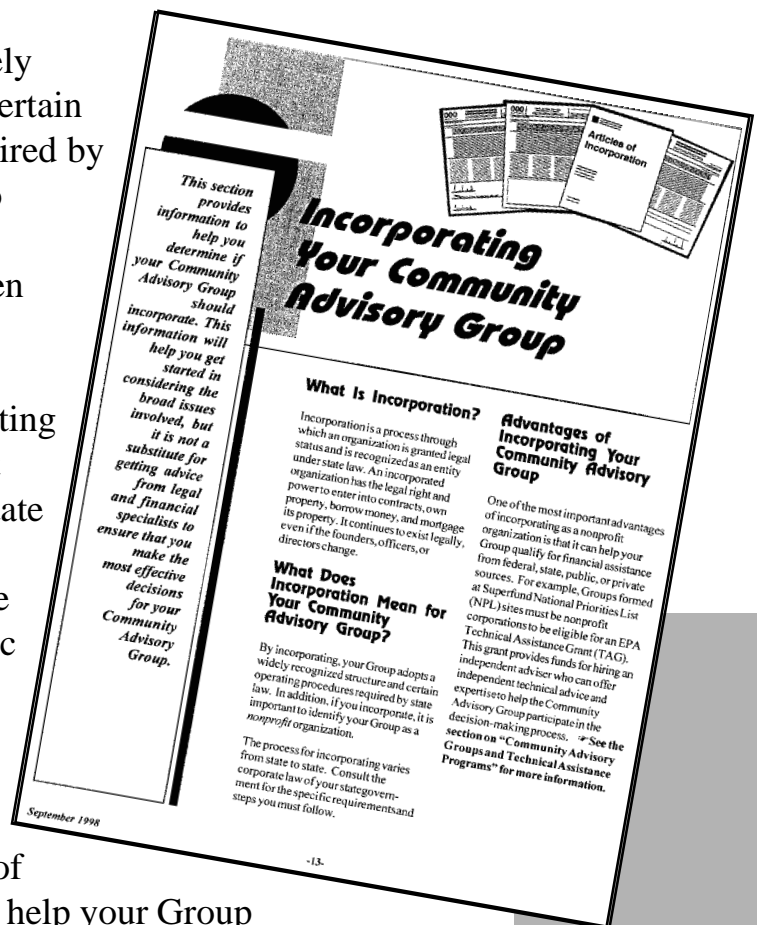 ely
ertain
ired by
en
ting
ate
e
ic
of
help your Group
000
000
Articles of
Incorporation
This section
provides
information to
help you
determine if
your Community
Advisory Group
should
incorporate. This
information will
help you get
started in
considering the
broad issues
involved, but
it is not a
substitute for
getting advice
from legal
and financial
specialists to
ensure that you
make the
most effective
decisions
for your
Community
Advisory
Group.
Incorporating
Your Community
Advisory Group
What Is Incorporation?
Incorporation is a process through
which an organization is granted legal
status and is recognized as an entity
under state law. An incorporated
organization has the legal right and
power to enter into contracts, own
property, borrow money, and mortgage
its property. It continues to exist legally,
even if the founders, officers, or
directors change.
What Does
Incorporation Mean for
Your Community
Advisory Group?
By incorporating, your Group adopts a
widely recognized structure and certain
operating procedures required by state
law. In addition, if you incorporate, it is
important to identify your Group as a
nonprofit organization.
The process for incorporating varies
from state to state. Consult the
corporate law of your stategovern-
ment for the specific requirements and
steps you must follow.
Advantages of
Incorporating Your
Community Advisory
Group
One of the most important advantages
of incorporating as a nonprofit
organization is that it can help your
Group qualify for financial assistance
from federal, state, public, or private
sources. For example, Groups formed
at Superfund National Priorities List
(NPL) sites must be nonprofit
corporations to be eligible for an EPA
Technical Assistance Grant (TAG).
This grant provides funds for hiring an
independent adviser who can offer
independent technical advice and
expertise to help the Community
Advisory Group participate in the
decision-making process. ☞ See the
section on "Community Advisory
Groups and Technical Assistance
Programs" for more information.
September 1998
-13-